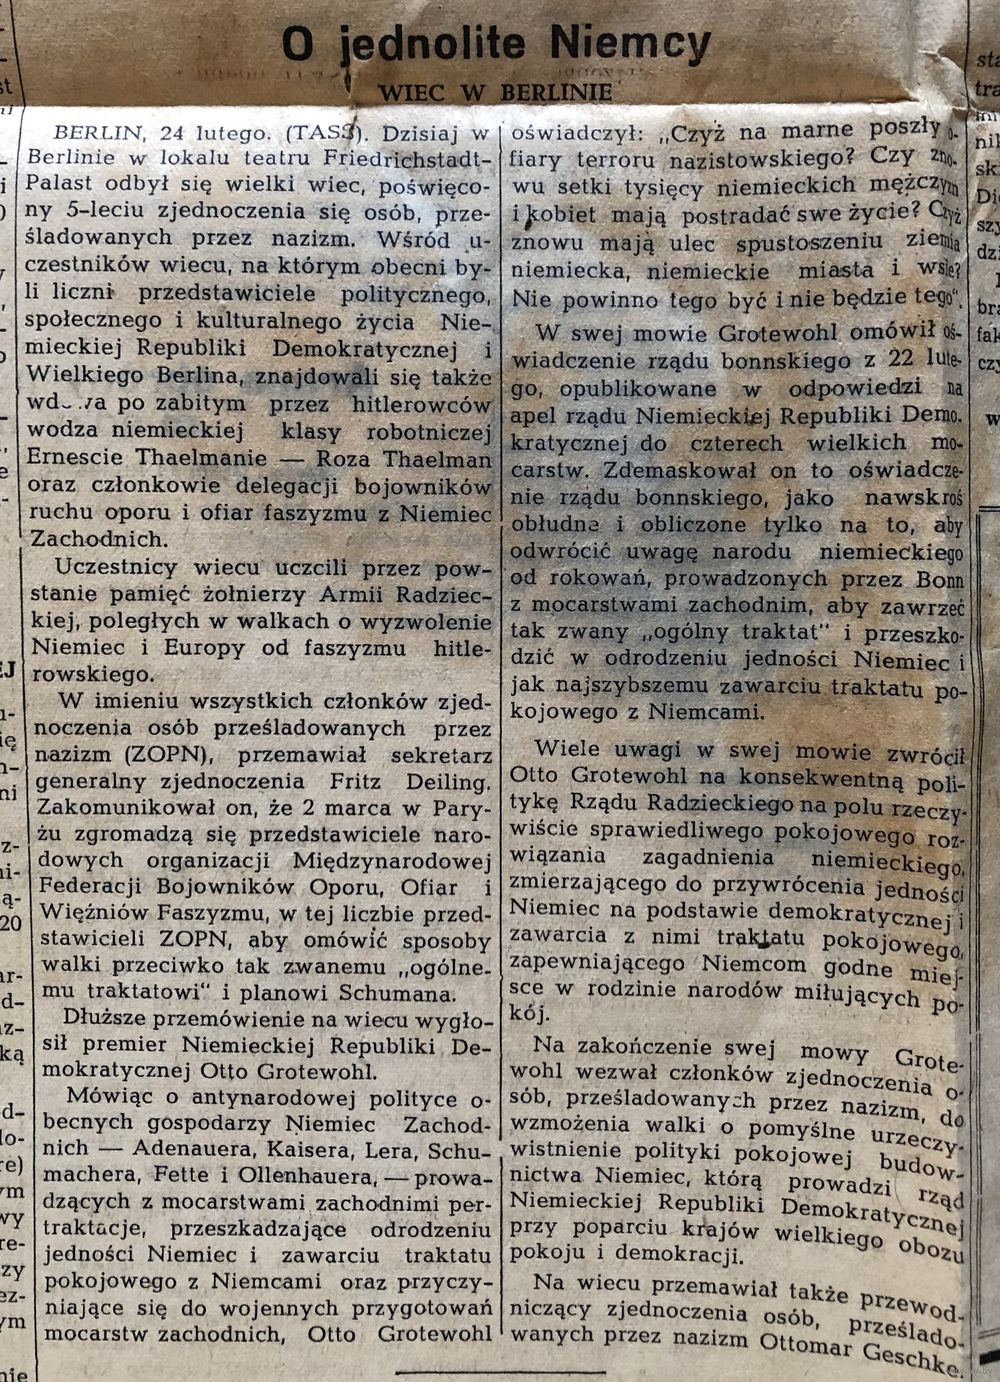 O jednolite Niemcy
WIEC W BERLINIE
BERLIN, 24 lutego. (TASS). Dzisiaj w
Berlinie w lokalu teatru Friedrichstadt-
Palast odbył się wielki wiec, poświęco-
ny 5-leciu zjednoczenia się osób, prze-
śladowanych przez nazizm. Wśród u-
czestników wiecu, na którym obecni by-
li liczni przedstawiciele politycznego,
społecznego i kulturalnego życia Nie-
mieckiej Republiki Demokratycznej i
Wielkiego Berlina, znajdowali się także
po zabitym przez hitlerowców
wodza niemieckiej klasy robotniczej
Ernescie Thaelmanie — Roza Thaelman
oraz członkowie delegacji bojowników
ruchu oporu i ofiar faszyzmu z Niemiec
Zachodnich.
Uczestnicy wiecu uczcili przez pow-
stanie pamięć żołnierzy Armii Radziec-
kiej, poległych w walkach o wyzwolenie
Niemiec i Europy od faszyzmu hitle-
rowskiego.
W imieniu wszystkich członków zjed-
noczenia osób prześladowanych przez
nazizm (ZOPN), przemawiał sekretarz
generalny zjednoczenia Fritz Deiling.
Zakomunikował on, że 2 marca w Pary-
żu zgromadzą się przedstawiciele naro-
dowych organizacji Międzynarodowej
Federacji Bojowników Oporu, Ofiar i
Więźniów Faszyzmu, w tej liczbie przed-
stawicieli ZOPN, aby omówić sposoby
walki przeciwko tak zwanemu „ogólne-
mu traktatowi“ i planowi Schumana.
Dłuższe przemówienie na wiecu wygło-
sił premier Niemieckiej Republiki De-
mokratycznej Otto Grotewohl.
Mówiąc o antynarodowej polityce o-
becnych gospodarzy Niemiec Zachod-
nich — Adenauera, Kaisera, Lera, Schu-
machera, Fette i Ollenhauera, — prowa-
dzących z mocarstwami zachodnimi per-
traktacje, przeszkadzające odrodzeniu
jedności Niemiec i zawarciu traktatu
pokojowego z Niemcami oraz przyczy-
niające się do wojennych przygotowań
mocarstw zachodnich, Otto Grotewohl
oświadczył: „Czyż na marne poszły o-
fiary terroru nazistowskiego? Czy zno-
wu setki tysięcy niemieckich mężczyzn
i kobiet mają postradać swe życie? Czyż
znowu mają ulec spustoszeniu ziemia
niemiecka, niemieckie miasta i wsie?
Nie powinno tego być i nie będzie tego“.
W swej mowie Grotewohl omówił oś-
wiadczenie rządu bonnskiego z 22 lute-
go, opublikowane w odpowiedzi na
apel rządu Niemieckiej Republiki Demo-
kratycznej do czterech wielkich mo-
carstw. Zdemaskował on to oświadcze-
nie rządu bonnskiego, jako nawskroś
obłudne i obliczone tylko na to, aby
odwrócić uwagę narodu niemieckiego
od rokowań, prowadzonych przez Bonn
z mocarstwami zachodnim, aby zawrzeć
tak zwany „ogólny traktat“ i przeszko-
dzić w odrodzeniu jedności Niemiec i
jak najszybszemu zawarciu traktatu po-
kojowego z Niemcami.
Wiele uwagi w swej mowie zwrócił
Otto Grotewohl na konsekwentną poli-
tykę Rządu Radzieckiego na polu rzeczy-
wiście sprawiedliwego pokojowego roz-
wiązania zagadnienia niemieckiego,
zmierzającego do przywrócenia jedności
Niemiec na podstawie demokratycznej i
zawarcia z nimi traktatu pokojowego,
zapewniającego Niemcom godne miej-
sce w rodzinie narodów miłujących po-
kój.
Na zakończenie swej mowy Grote-
wohl wezwał członków zjednoczenia o-
sób, prześladowanych przez nazizm, do
wzmożenia walki o pomyślne urzeczy-
wistnienie polityki pokojowej budow-
nictwa Niemiec, którą prowadzi rząd
Niemieckiej Republiki Demokratycznej
przy poparciu krajów wielkiego obozu
pokoju i demokracji.
Na wiecu przemawiał także przewod-
niczący zjednoczenia osób, prześlado-
wanych przez nazizm Ottomar Geschke.